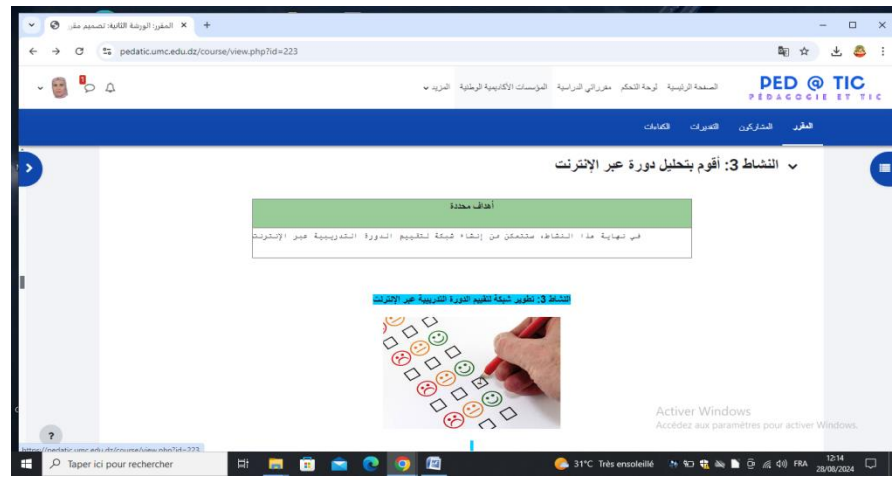 المقرر: الورشة الثانية: تصميم مقرر
pedatic.umc.edu.dz/course/view.php?id=223
PED @ TIC
PÉDAGOGIE ET TIC
الصفحة الرئيسية لوحة التحكم مقرراتي الدراسية المؤسسات الأكاديمية الوطنية المزيد
1
المقرر المشاركون التقديرات الكفاءات
النشاط 3: أقوم بتحليل دورة عبر الإنترنت
أهداف محددة
في نهاية هذا النشاط، ستتمكن من إنشاء شبكة لتقييم الدورة التدريبية عبر الإنترنت
النشاط 3: تطوير شبكة لتقييم الدورة التدريبية عبر الإنترنت
Activer Windows
Accédez aux paramètres pour activer Windows.
?
https://pedatic.umc.edu.dz/course/view.php?id=223
Taper ici pour rechercher
31°C Très ensoleillé
FRA
12:14
28/08/2024